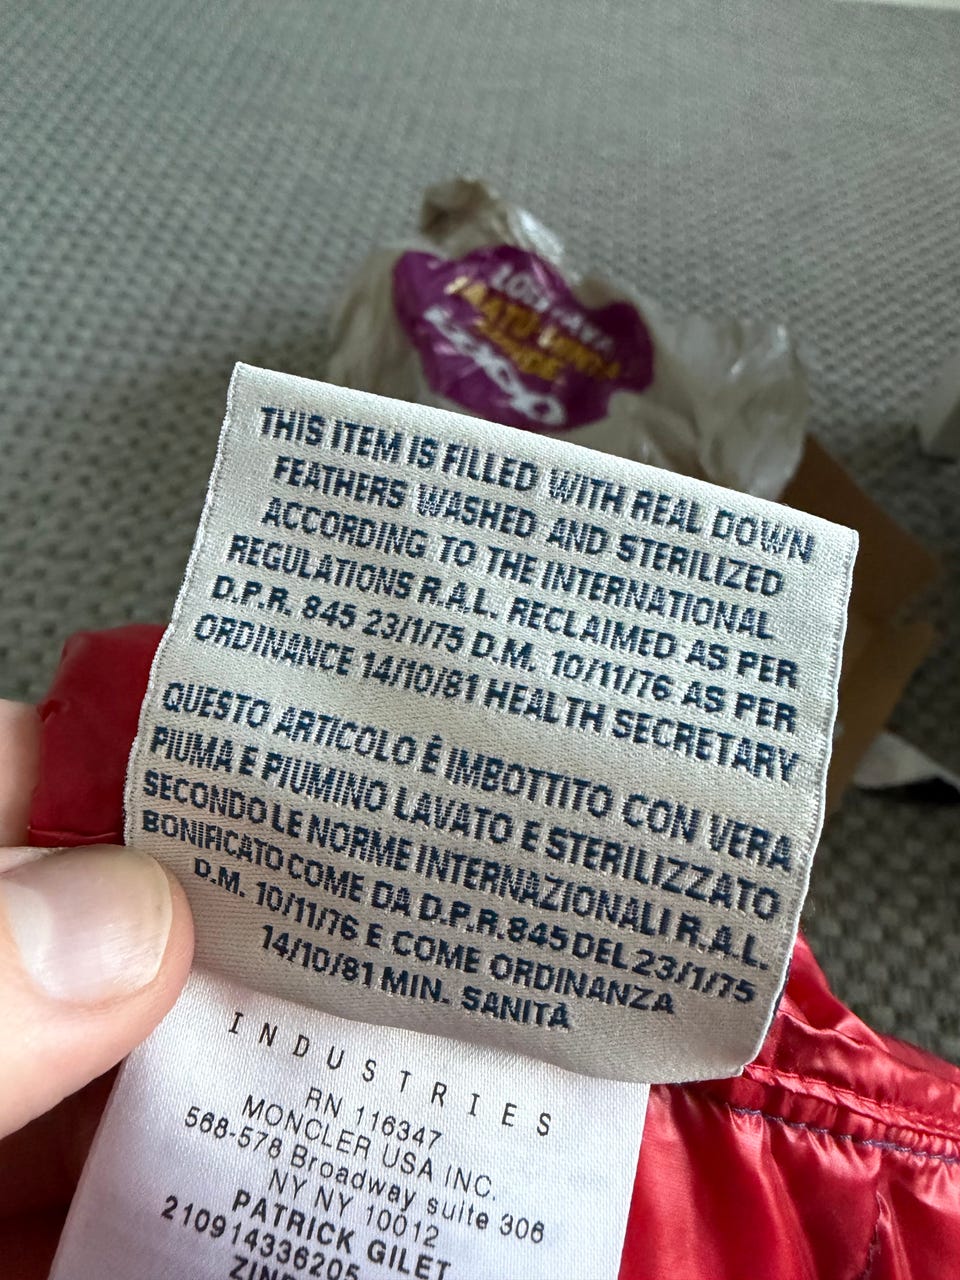 THIS ITEM IS FILLED WITH REAL DOWN
FEATHERS WASHED AND STERILIZED
ACCORDING TO THE INTERNATIONAL
REGULATIONS R.A.L. RECLAIMED AS PER
D.P.R. 845 23/1/75 D.M. 10/11/76 AS PER
ORDINANCE 14/10/81 HEALTH SECRETARY
QUESTO ARTICOLO È IMBOTTITO CON VERA
PIUMA E PIUMINO LAVATO E STERILIZZATO
SECONDO LE NORME INTERNAZIONALI R.A.L.
BONIFICATO COME DA D.P.R. 845 DEL 23/1/75
D.M. 10/11/76 E COME ORDINANZA
14/10/81 MIN. SANITÀ
INDUSTRIES
RN 116347
MONCLER USA INC.
568-578 Broadway suite 306
NY NY 10012
PATRICK GILET
21091433620S